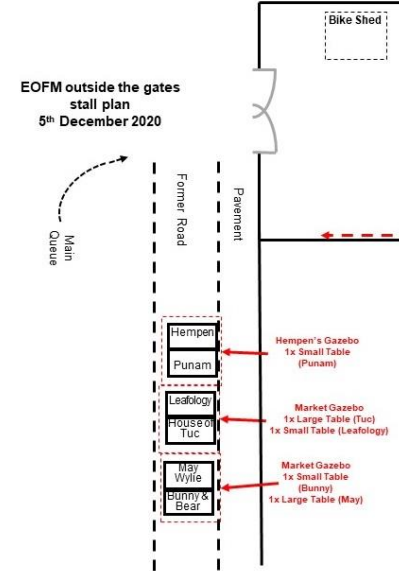 Bike Shed
EOFM outside the gates
stall plan
5th December 2020
Main
Queue
Former Road
Pavement
Hempen
Punam
Hempen's Gazebo
1x Small Table
(Punam)
Leafology
House of
Tuc
Market Gazebo
1x Large Table (Tuc)
1x Small Table (Leafology)
May
Wylie
Bunny &
Bear
Market Gazebo
1x Small Table
(Bunny)
1x Large Table (May)